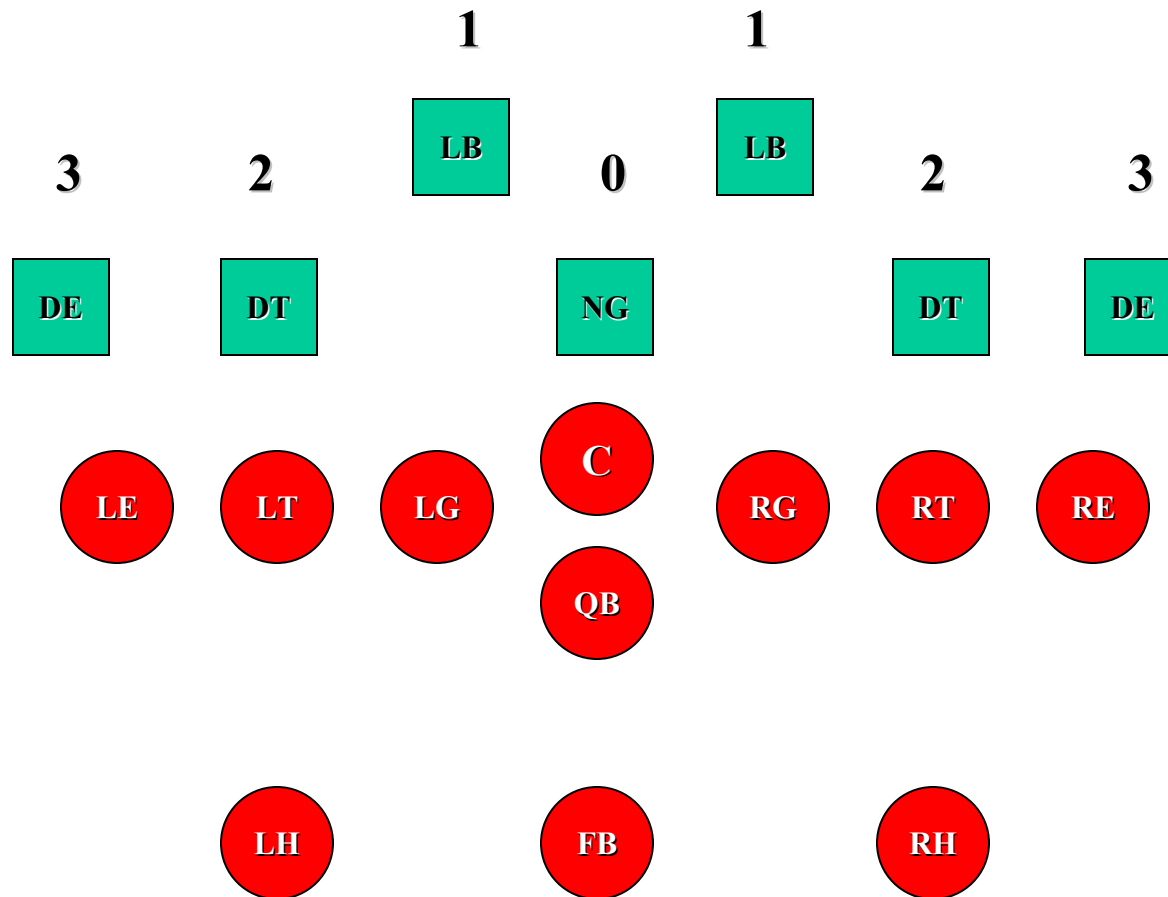 1 1
LB LB
3 2 0 2 3
DE DT NG DT DE
C
LE LT LG RG RT RE
QB
LH FB RH